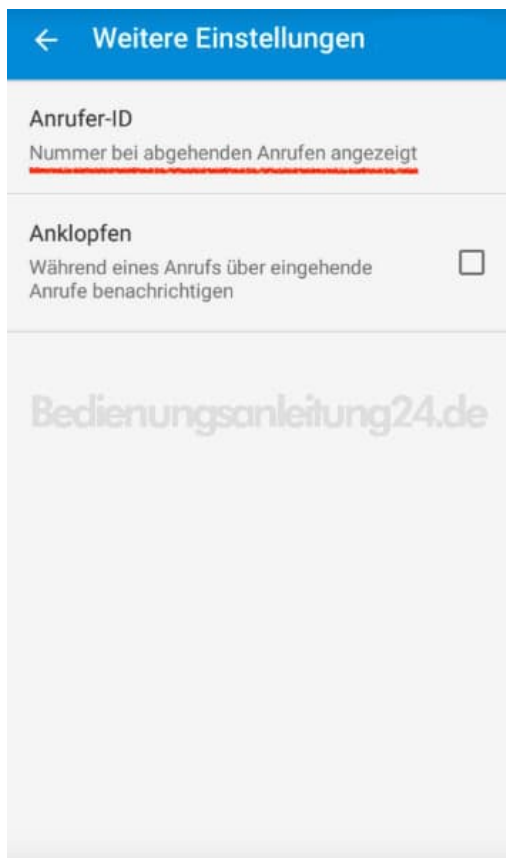 Weitere Einstellungen
Anrufer-ID
Nummer bei abgehenden Anrufen angezeigt
Anklopfen
Während eines Anrufs über eingehende
Anrufe benachrichtigen
Bedienungsanleitung24.de